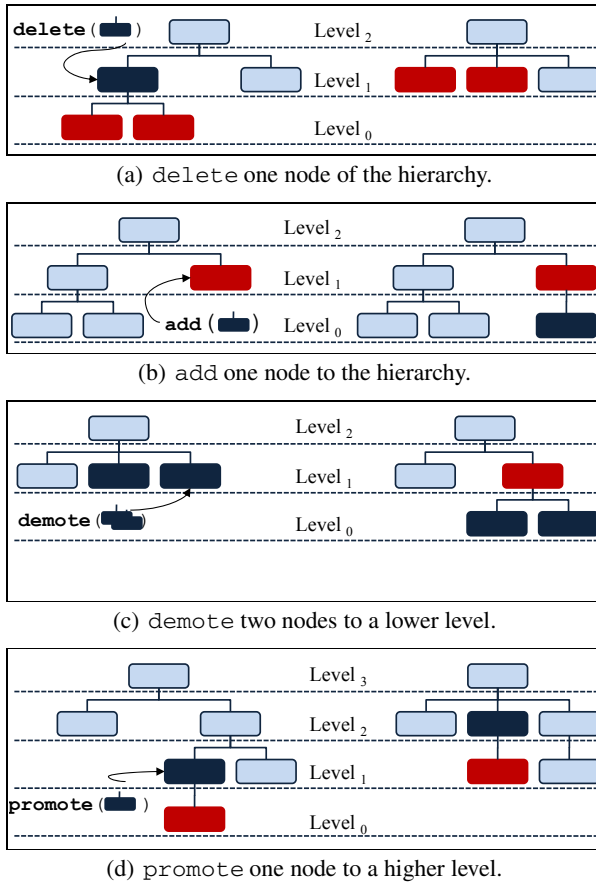 delete( ) Level 2
Level 1
Level 0
(a) delete one node of the hierarchy.
Level 2
Level 1
add( ) Level 0
(b) add one node to the hierarchy.
Level 2
Level 1
demote( ) Level 0
(c) demote two nodes to a lower level.
Level 3
Level 2
Level 1
promote( )
Level 0
(d) promote one node to a higher level.